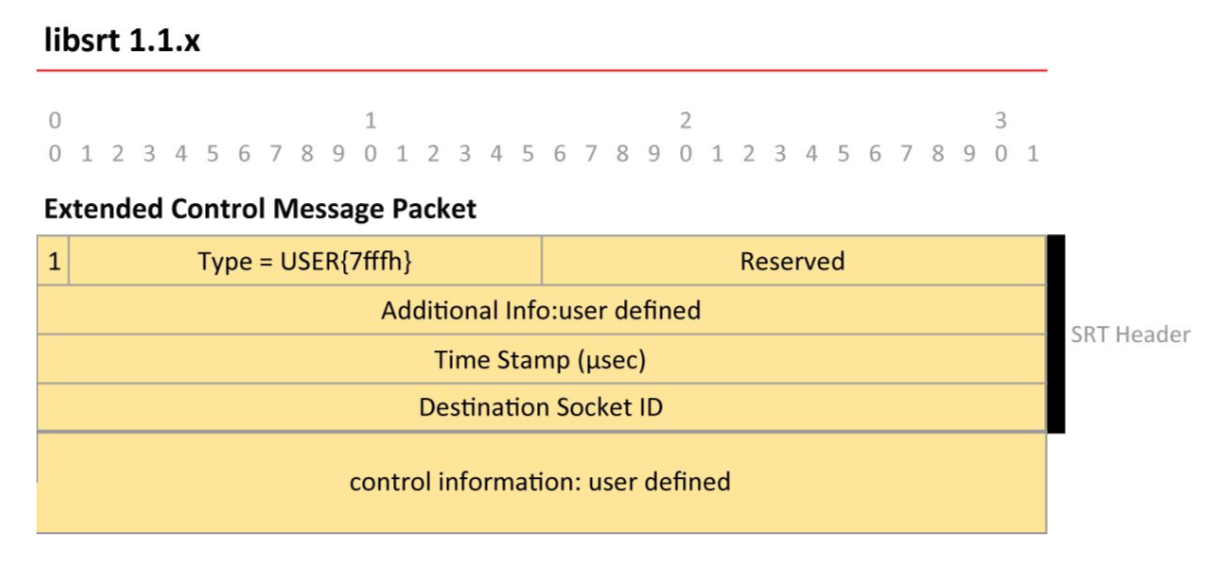 libsrt 1.1.x
0 1 2 3
0 1 2 3 4 5 6 7 8 9 0 1 2 3 4 5 6 7 8 9 0 1 2 3 4 5 6 7 8 9 0 1
Extended Control Message Packet
1 Type = USER{7fffh} Reserved
Additional Info:user defined
Time Stamp (µsec)
SRT Header
Destination Socket ID
control information: user defined